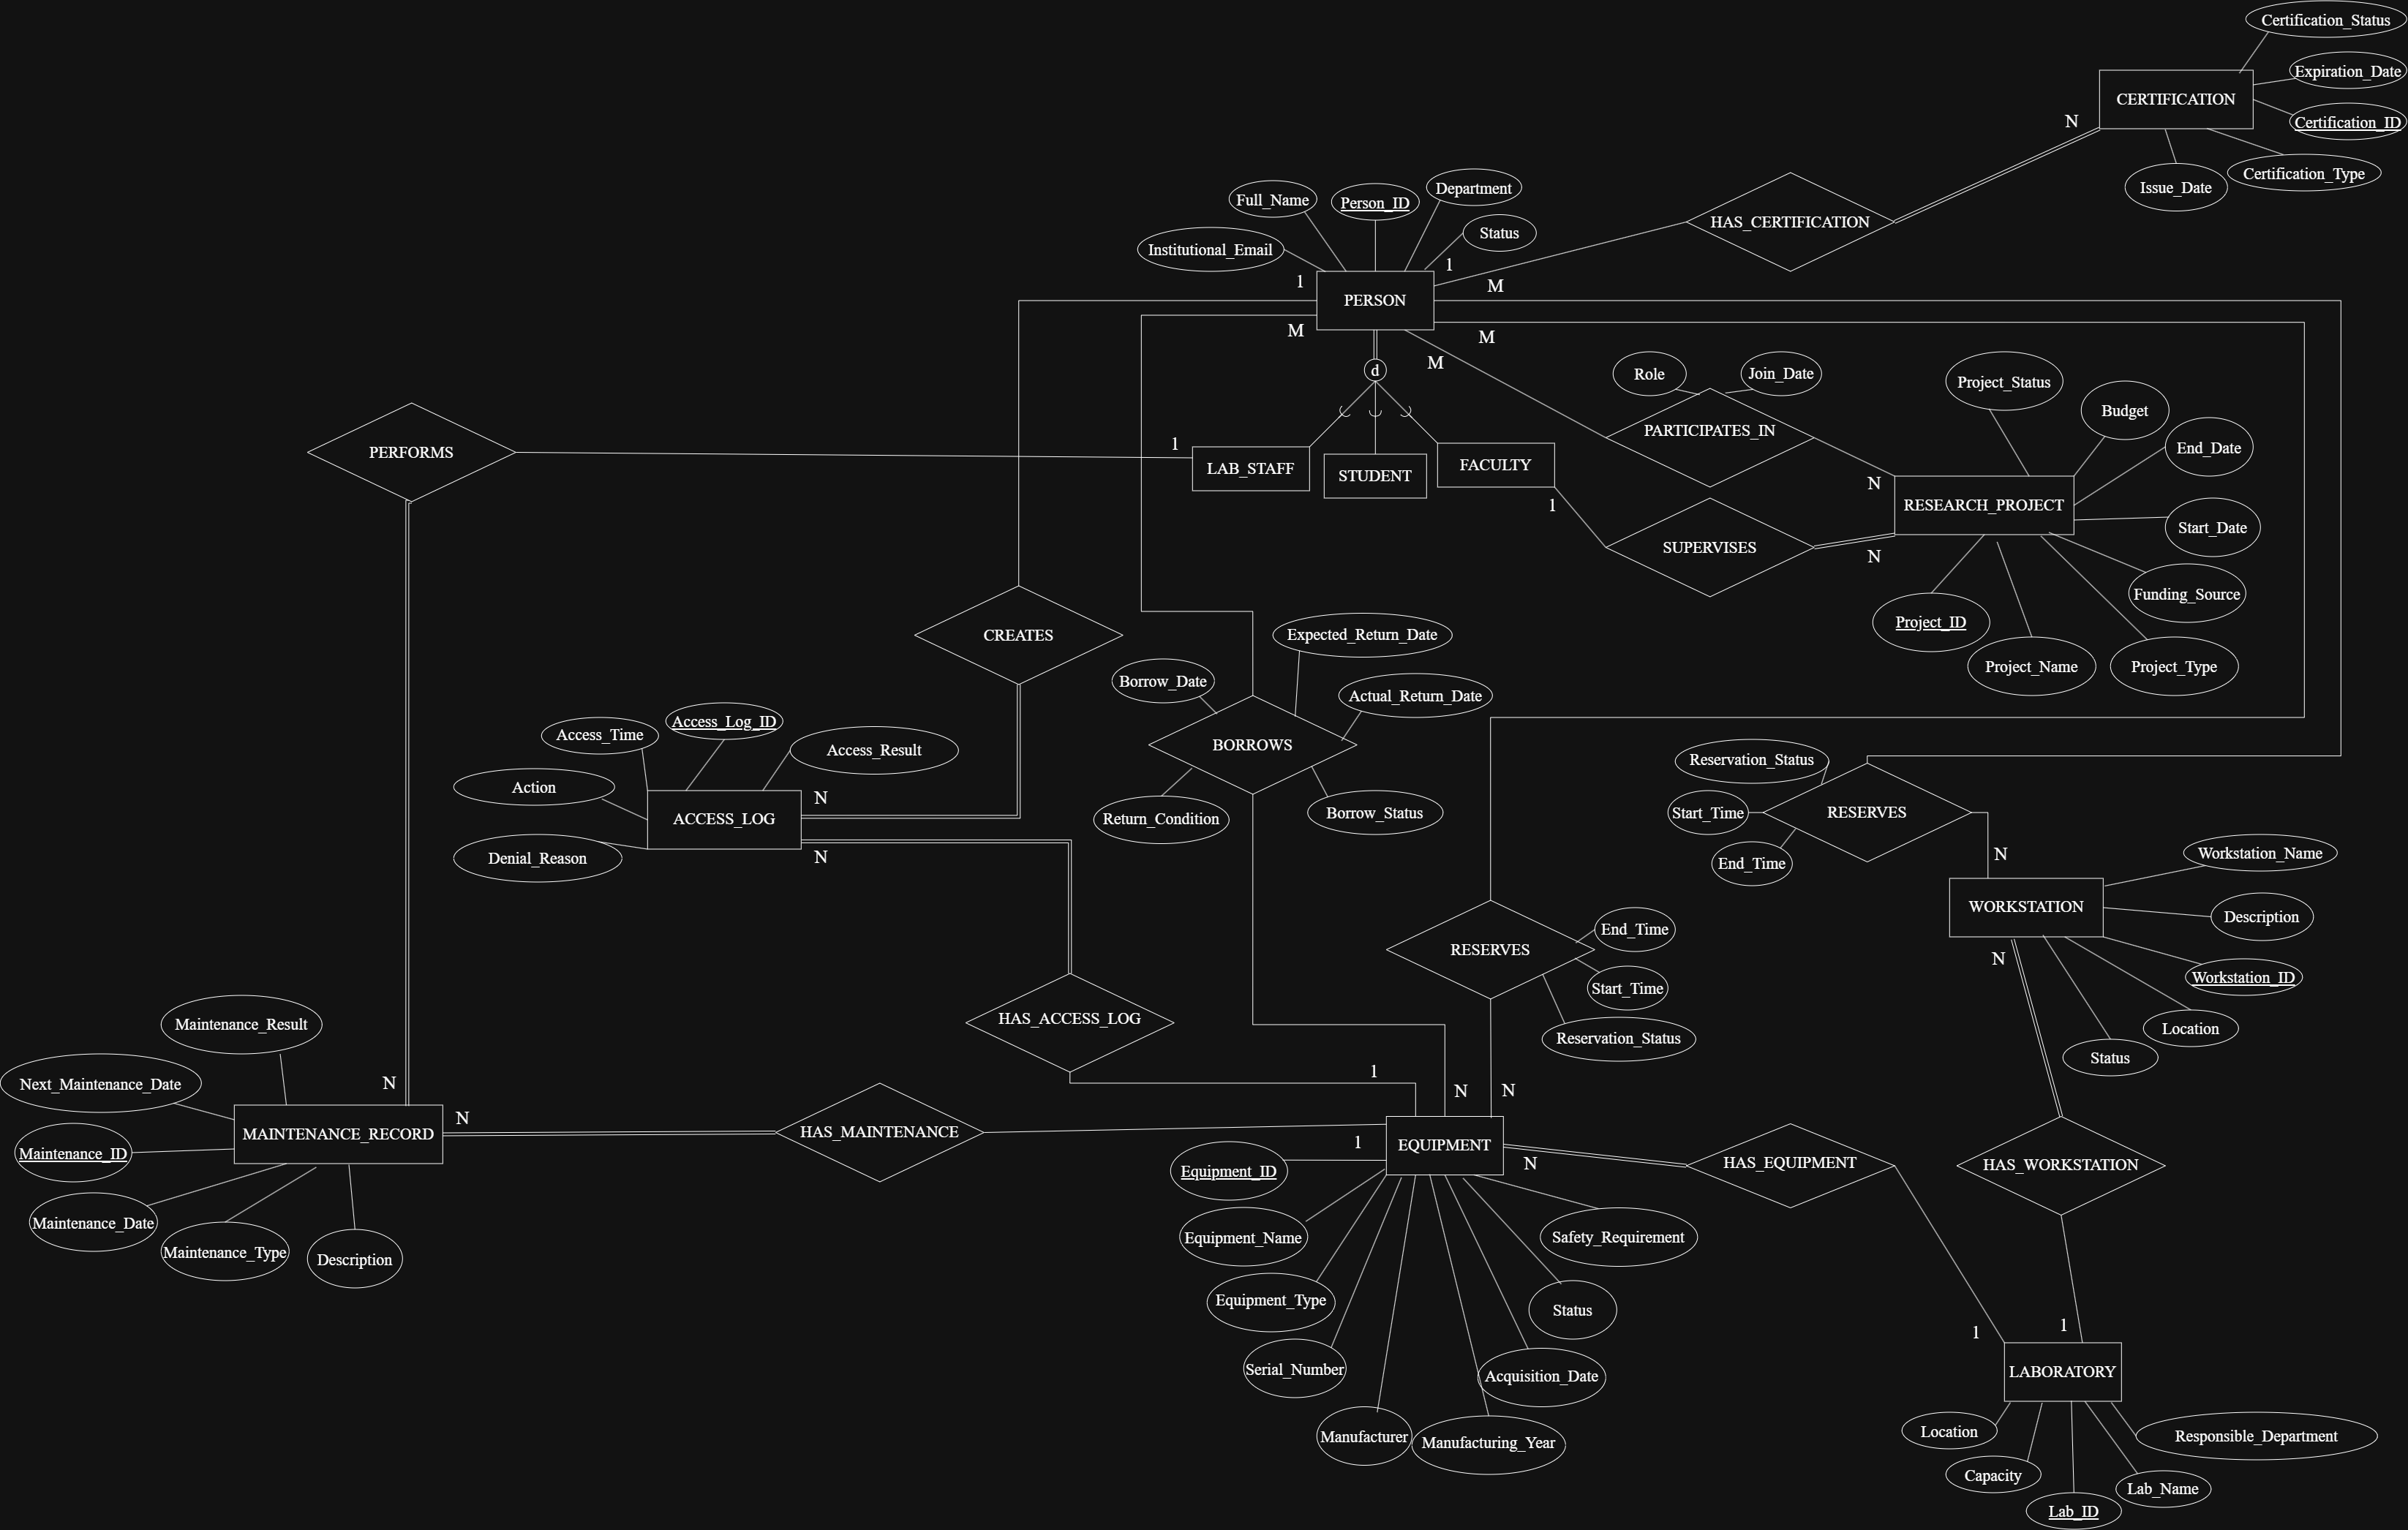 Certification_Status
Expiration_Date
CERTIFICATION
N
Certification_ID
Certification_Type
Issue_Date
Department
Full_Name
Person_ID
HAS_CERTIFICATION
Status
Institutional_Email
1
1
M
PERSON
M
M
M
d
Role
Join_Date
Project_Status
Budget
PARTICIPATES_IN
End_Date
PERFORMS
1
LAB_STAFF
STUDENT
FACULTY
N
1
RESEARCH_PROJECT
Start_Date
SUPERVISES
N
Funding_Source
Project_ID
Project_Name
Project_Type
CREATES
Expected_Return_Date
Borrow_Date
Actual_Return_Date
Access_Log_ID
Access_Time
Access_Result
BORROWS
Reservation_Status
Action
N
ACCESS_LOG
Return_Condition
Borrow_Status
Start_Time
RESERVES
Denial_Reason
N
End_Time
N
Workstation_Name
WORKSTATION
Description
End_Time
RESERVES
N
Workstation_ID
Start_Time
Maintenance_Result
HAS_ACCESS_LOG
Reservation_Status
Location
Status
Next_Maintenance_Date
N
1
N
N
N
MAINTENANCE_RECORD
HAS_MAINTENANCE
1
EQUIPMENT
N
HAS_EQUIPMENT
HAS_WORKSTATION
Maintenance_ID
Equipment_ID
Maintenance_Date
Maintenance_Type
Description
Equipment_Name
Safety_Requirement
Equipment_Type
Status
1
1
Serial_Number
Acquisition_Date
LABORATORY
Manufacturer
Manufacturing_Year
Location
Responsible_Department
Capacity
Lab_Name
Lab_ID